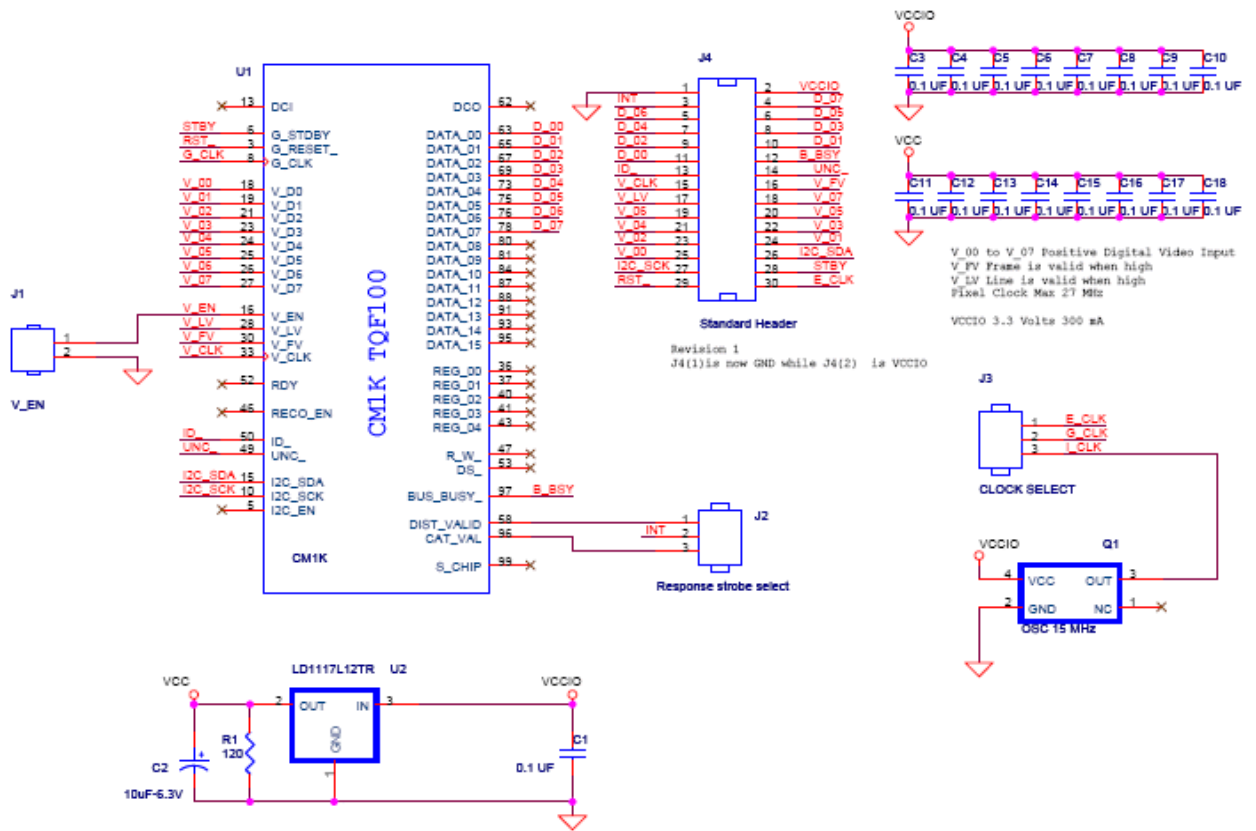 U1
13 DCI
STBY 6 G_STDBY
RST_ 3 G_RESET_
G_CLK 8 G_CLK
V_00 18 V_D0
V_01 19 V_D1
V_02 21 V_D2
V_03 23 V_D3
V_04 24 V_D4
V_05 25 V_D5
V_06 26 V_D6
V_07 27 V_D7
V_EN 16 V_EN
V_LV 28 V_LV
V_FV 30 V_FV
V_CLK 33 V_CLK
52 RDY
46 RECO_EN
ID_ 50 ID_
UNC_ 49 UNC_
I2C_SDA 15 I2C_SDA
I2C_SCK 10 I2C_SCK
5 I2C_EN
CM1K TQF100
CM1K
DCO 62
DATA_00 63 D_00
DATA_01 65 D_01
DATA_02 67 D_02
DATA_03 69 D_03
DATA_04 73 D_04
DATA_05 75 D_05
DATA_06 76 D_06
DATA_07 78 D_07
DATA_08 80
DATA_09 81
DATA_10 84
DATA_11 87
DATA_12 88
DATA_13 91
DATA_14 93
DATA_15 95
REG_00 36
REG_01 37
REG_02 40
REG_03 41
REG_04 43
R_W_ 47
DS_ 53
BUS_BUSY_ 97 B_BSY
DIST_VALID 58
CAT_VAL 96
S_CHIP 99
J1
1
2
V_EN
J4
1 2 VCCIO
INT 3 4 D_07
D_06 5 6 D_05
D_04 7 8 D_03
D_02 9 10 D_01
D_00 11 12 B_BSY
ID_ 13 14 UNC_
V_CLK 15 16 V_FV
V_LV 17 18 V_07
V_06 19 20 V_05
V_04 21 22 V_03
V_02 23 24 V_01
V_00 25 26 I2C_SDA
I2C_SCK 27 28 STBY
RST_ 29 30 E_CLK
Standard Header
Revision 1
J4(1)is now GND while J4(2) is VCCIO
1 J2
INT 2
3
Response strobe select
VCCIO
C3 C4 C5 C6 C7 C8 C9 C10
0.1 UF 0.1 UF 0.1 UF 0.1 UF 0.1 UF 0.1 UF 0.1 UF 0.1 UF
VCC
C11 C12 C13 C14 C15 C16 C17 C18
0.1 UF 0.1 UF 0.1 UF 0.1 UF 0.1 UF 0.1 UF 0.1 UF 0.1 UF
V_00 to V_07 Positive Digital Video Input
V_FV Frame is valid when high
V_LV Line is valid when high
Pixel Clock Max 27 MHz
VCCIO 3.3 Volts 300 mA
J3
1 E_CLK
2 G_CLK
3 I_CLK
CLOCK SELECT
VCCIO Q1
4 VCC OUT 3
2 GND NC 1
OSC 15 MHz
LD1117L12TR U2
VCC VCCIO
2 OUT IN 3
GND
1
R1
120
C2
10uF-6.3V
C1
0.1 UF